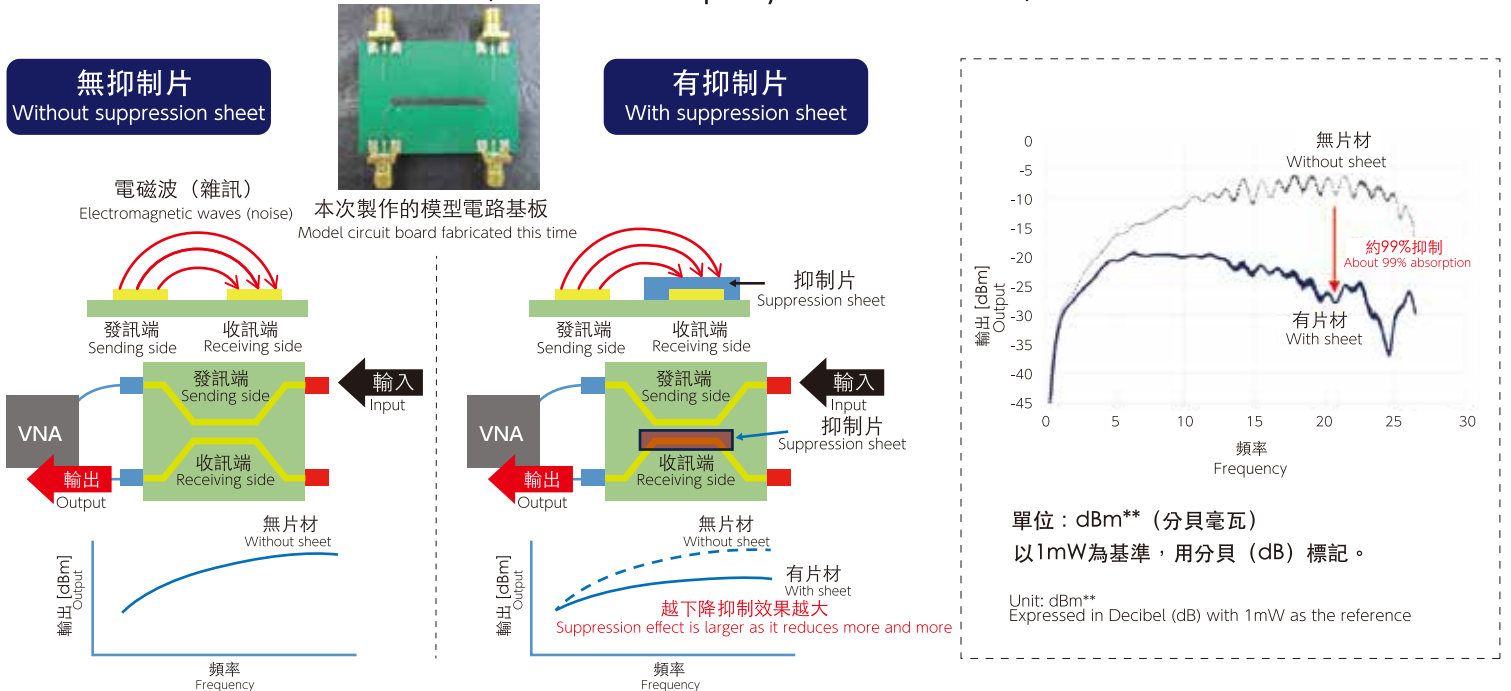 無抑制片
Without suppression sheet
電磁波（雜訊）
Electromagnetic waves (noise)
發訊端
Sending side
收訊端
Receiving side
發訊端
Sending side
輸入
Input
VNA
收訊端
Receiving side
輸出
Output
無片材
Without sheet
輸出 [dBm]
Output
頻率
Frequency
本次製作的模型電路基板
Model circuit board fabricated this time
有抑制片
With suppression sheet
抑制片
Suppression sheet
發訊端
Sending side
收訊端
Receiving side
發訊端
Sending side
輸入
Input
抑制片
Suppression sheet
VNA
收訊端
Receiving side
輸出
Output
無片材
Without sheet
有片材
With sheet
越下降抑制效果越大
Suppression effect is larger as it reduces more and more
輸出 [dBm]
Output
頻率
Frequency
0
-5
-10
-15
-20
-25
-30
-35
-40
-45
輸出 [dBm]
Output
無片材
Without sheet
約99%抑制
About 99% absorption
有片材
With sheet
0 5 10 15 20 25 30
頻率
Frequency
單位：dBm**（分貝毫瓦）
以1mW為基準，用分貝（dB）標記。
Unit: dBm**
Expressed in Decibel (dB) with 1mW as the reference